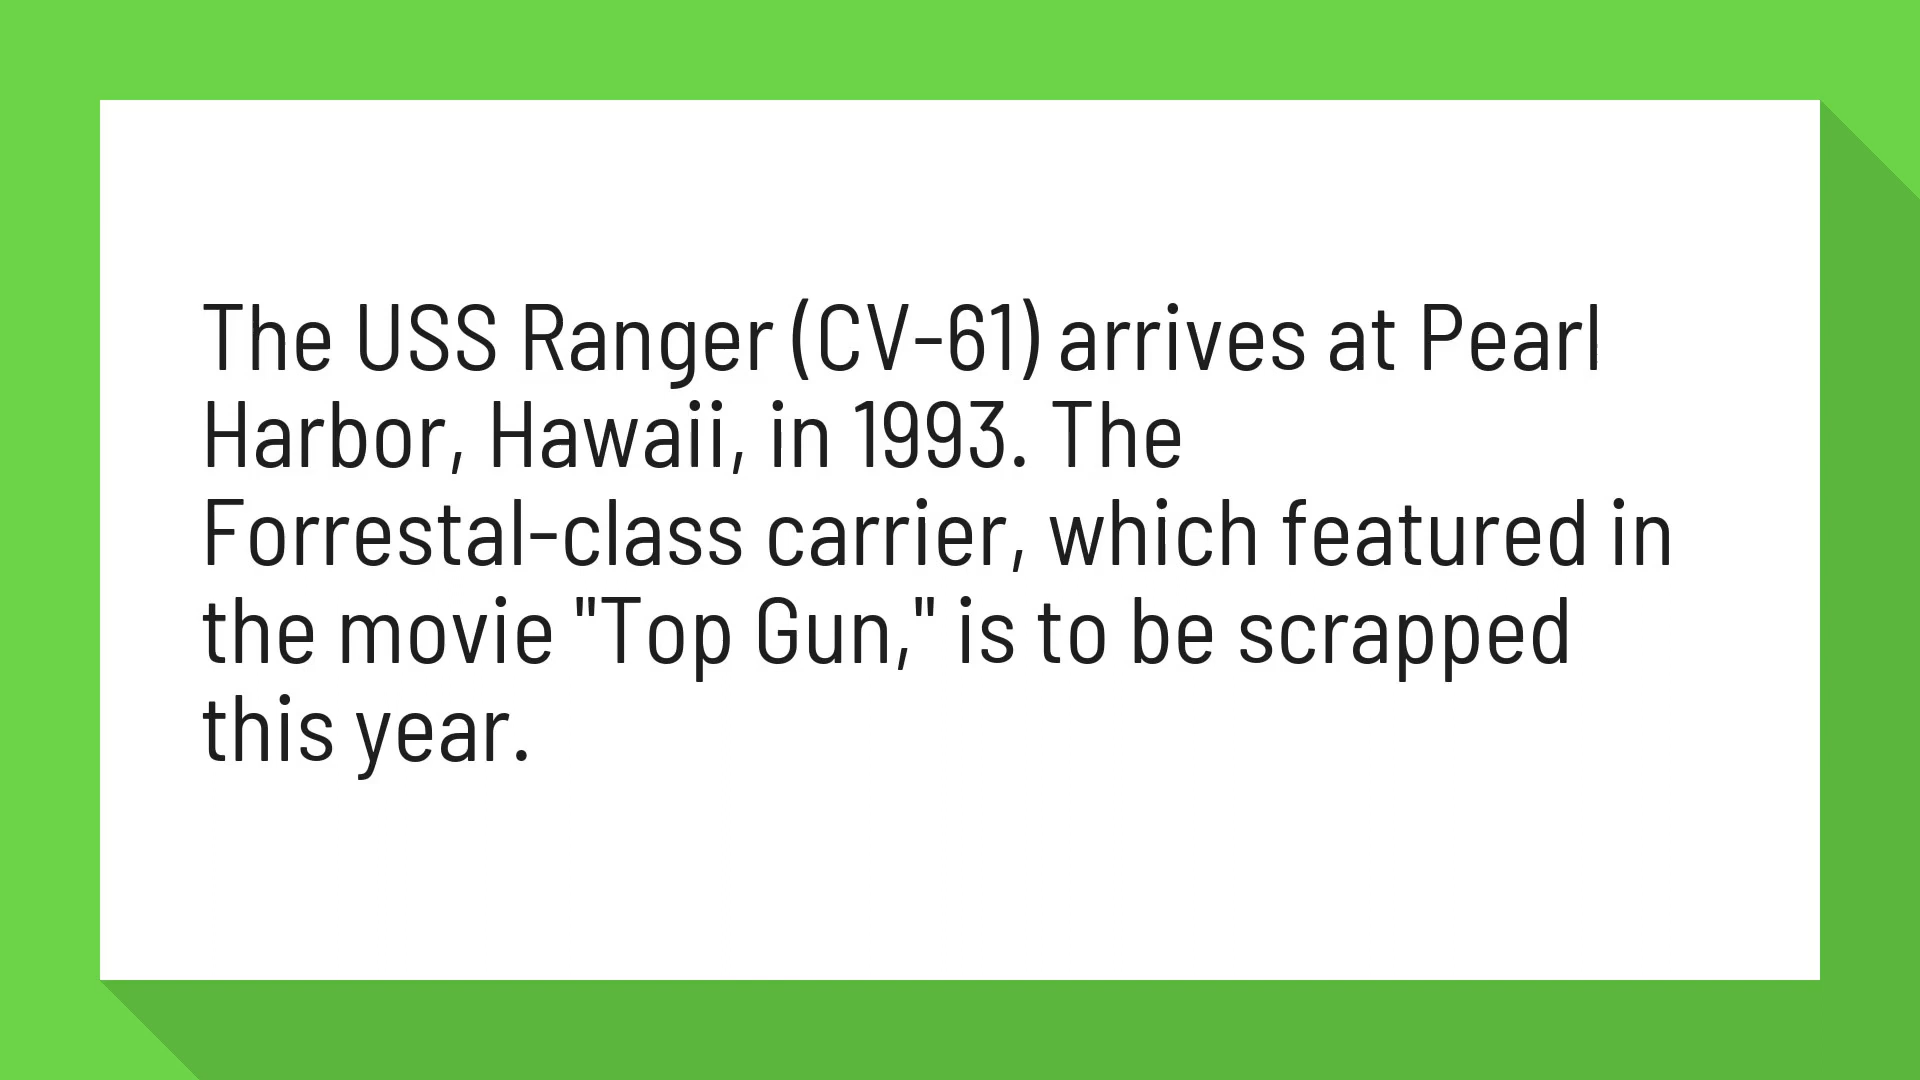 The USS Ranger (CV-61) arrives at Pearl
Harbor, Hawaii, in 1993. The
Forrestal-class carrier, which featured in
the movie "Top Gun," is to be scrapped
this year.